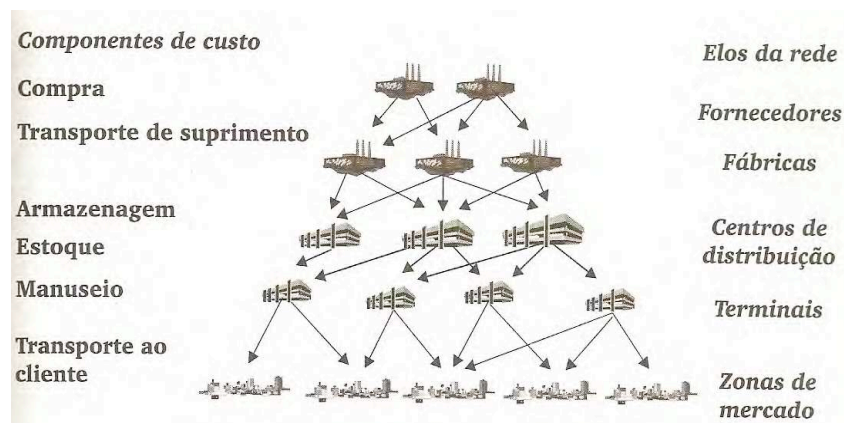 Componentes de custo
Compra
Transporte de suprimento
Armazenagem
Estoque
Manuseio
Transporte ao
cliente
Elos da rede
Fornecedores
Fábricas
Centros de
distribuição
Terminais
Zonas de
mercado